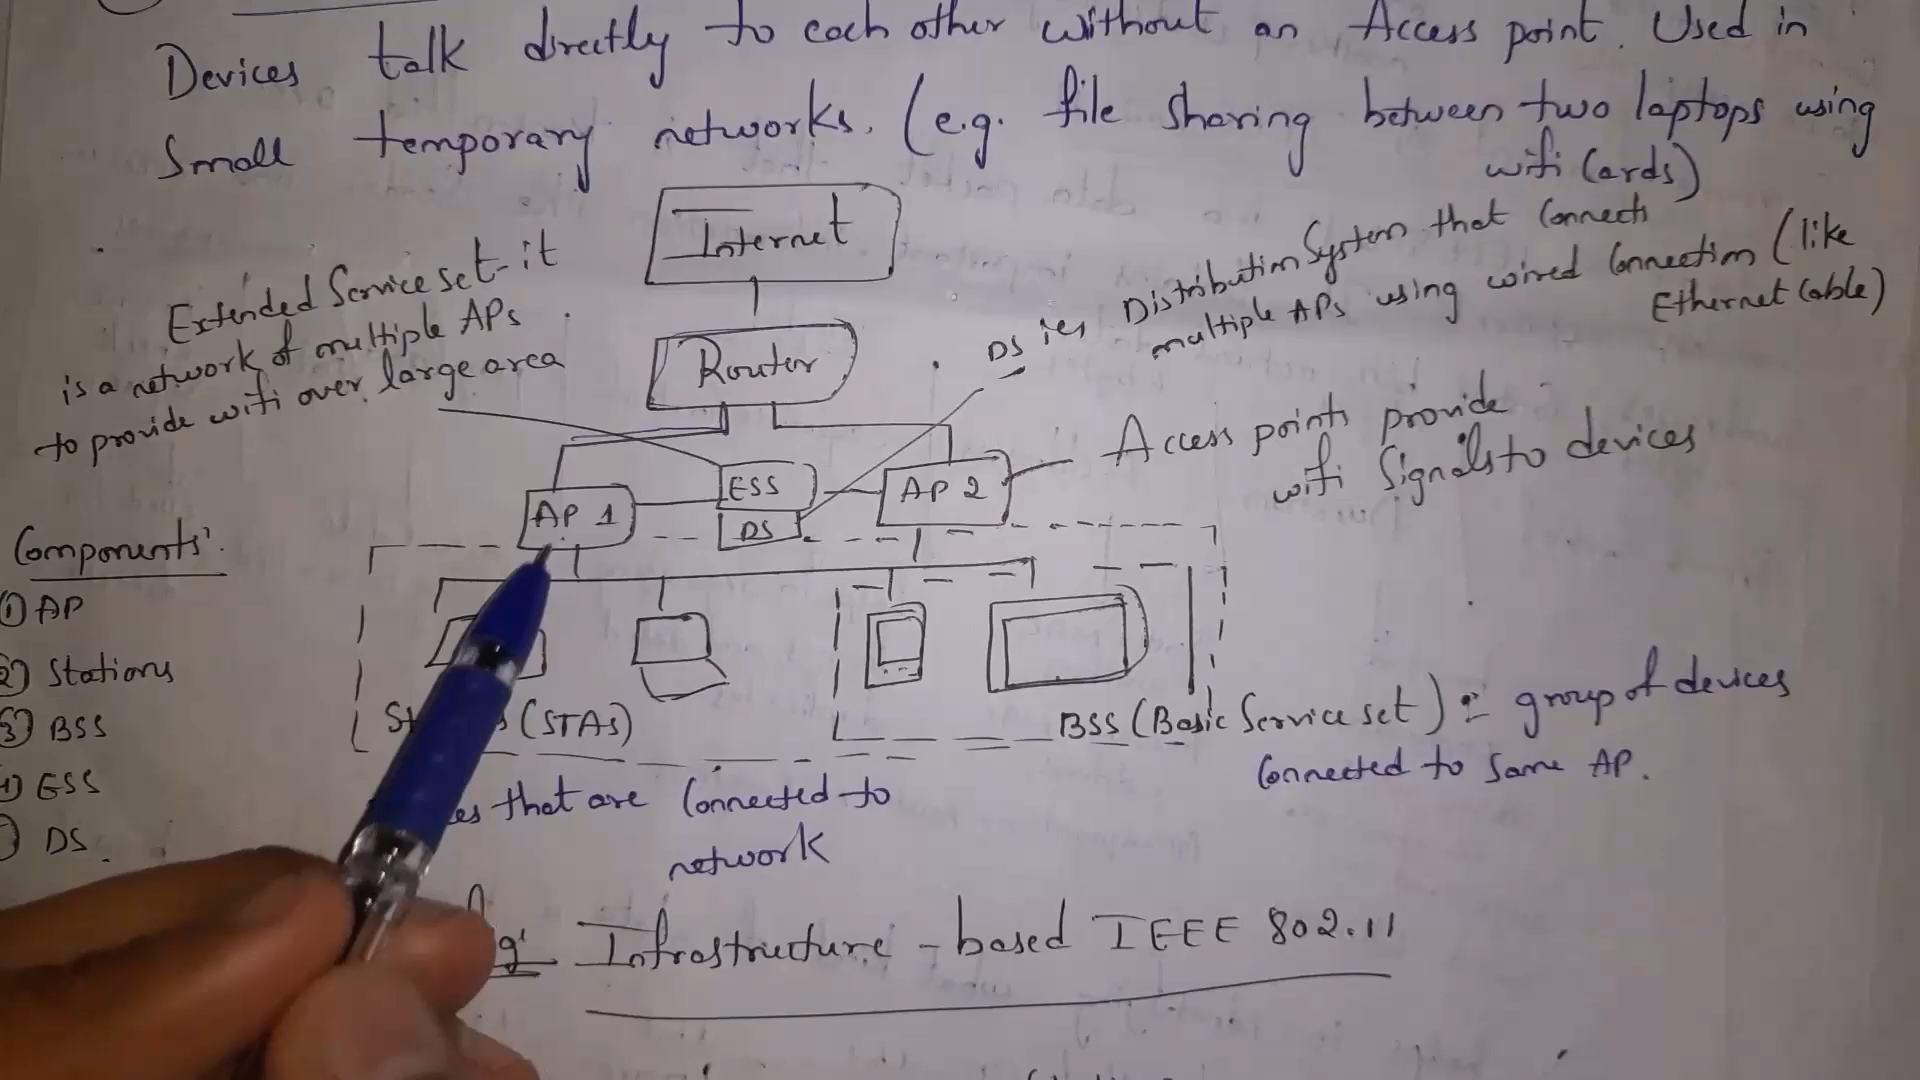 Devices talk directly to each other without an Access point. Used in
Small temporary networks. (e.g. file sharing between two laptops using
wifi cards)
Internet
Extended Service set - it
is a network of multiple APs
to provide wifi over large area
Router
DS is Distribution System that connects
multiple APs using wired connection (like
Ethernet cable)
ESS
AP 1
AP 2
DS
Access points provide
wifi signals to devices
Components:
① AP
② Stations
③ BSS
④ ESS
DS
(STAs)
BSS (Basic Service set) = group of devices
connected to same AP.
that are connected to
network
Infrastructure - based IEEE 802.11